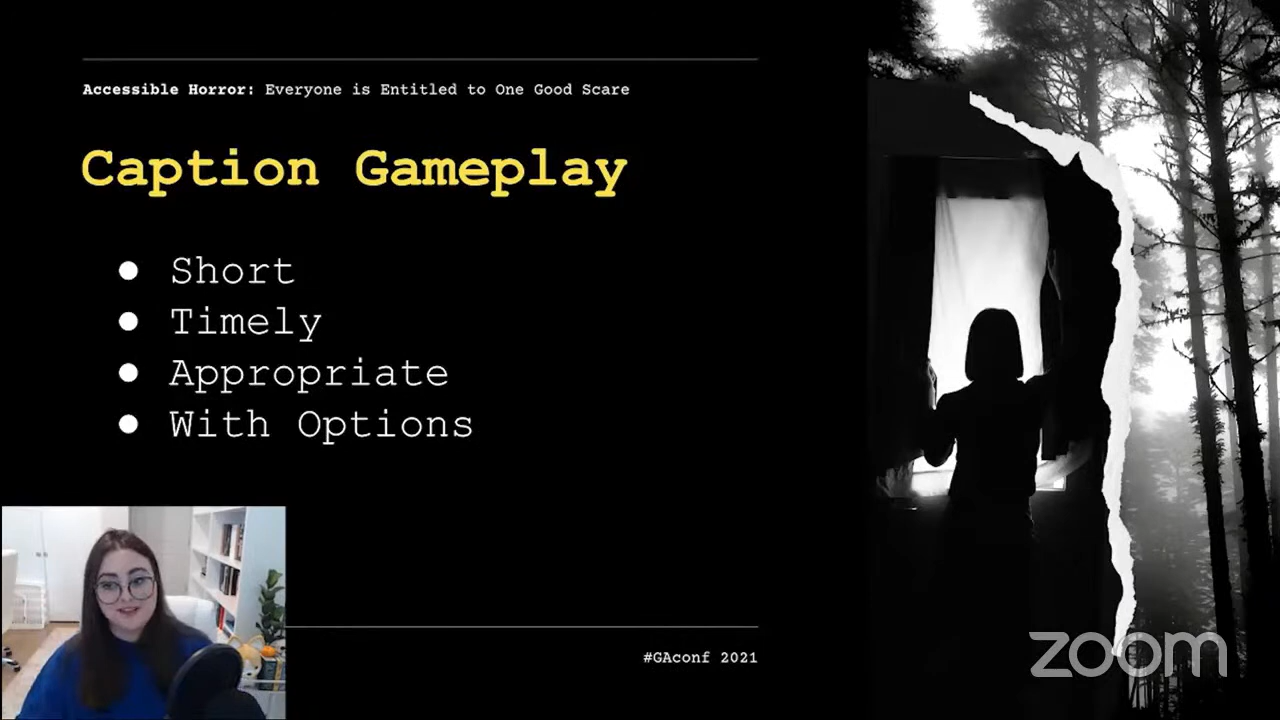 Accessible Horror: Everyone is Entitled to One Good Scare
Caption Gameplay
● Short
● Timely
● Appropriate
● With Options
#GAconf 2021
zoom